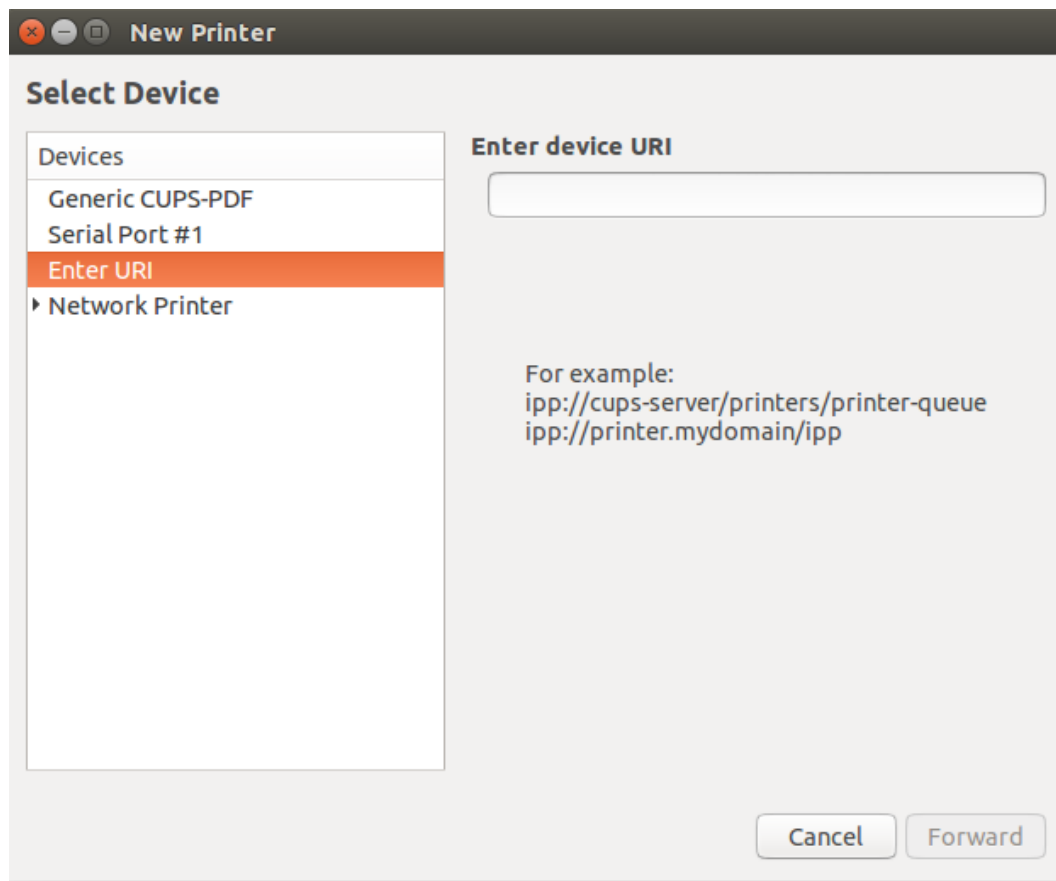 New Printer
Select Device
Devices
Generic CUPS-PDF
Serial Port #1
Enter URI
Network Printer
Enter device URI
For example:
ipp://cups-server/printers/printer-queue
ipp://printer.mydomain/ipp
Cancel
Forward